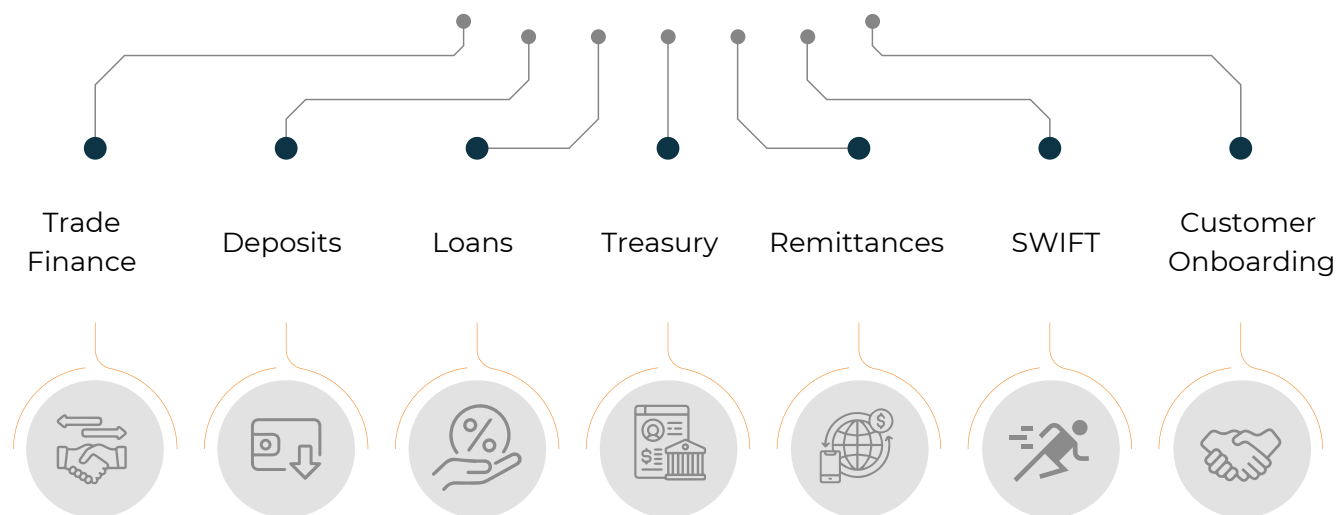 Trade
Finance
Deposits
Loans
Treasury
Remittances
SWIFT
Customer
Onboarding